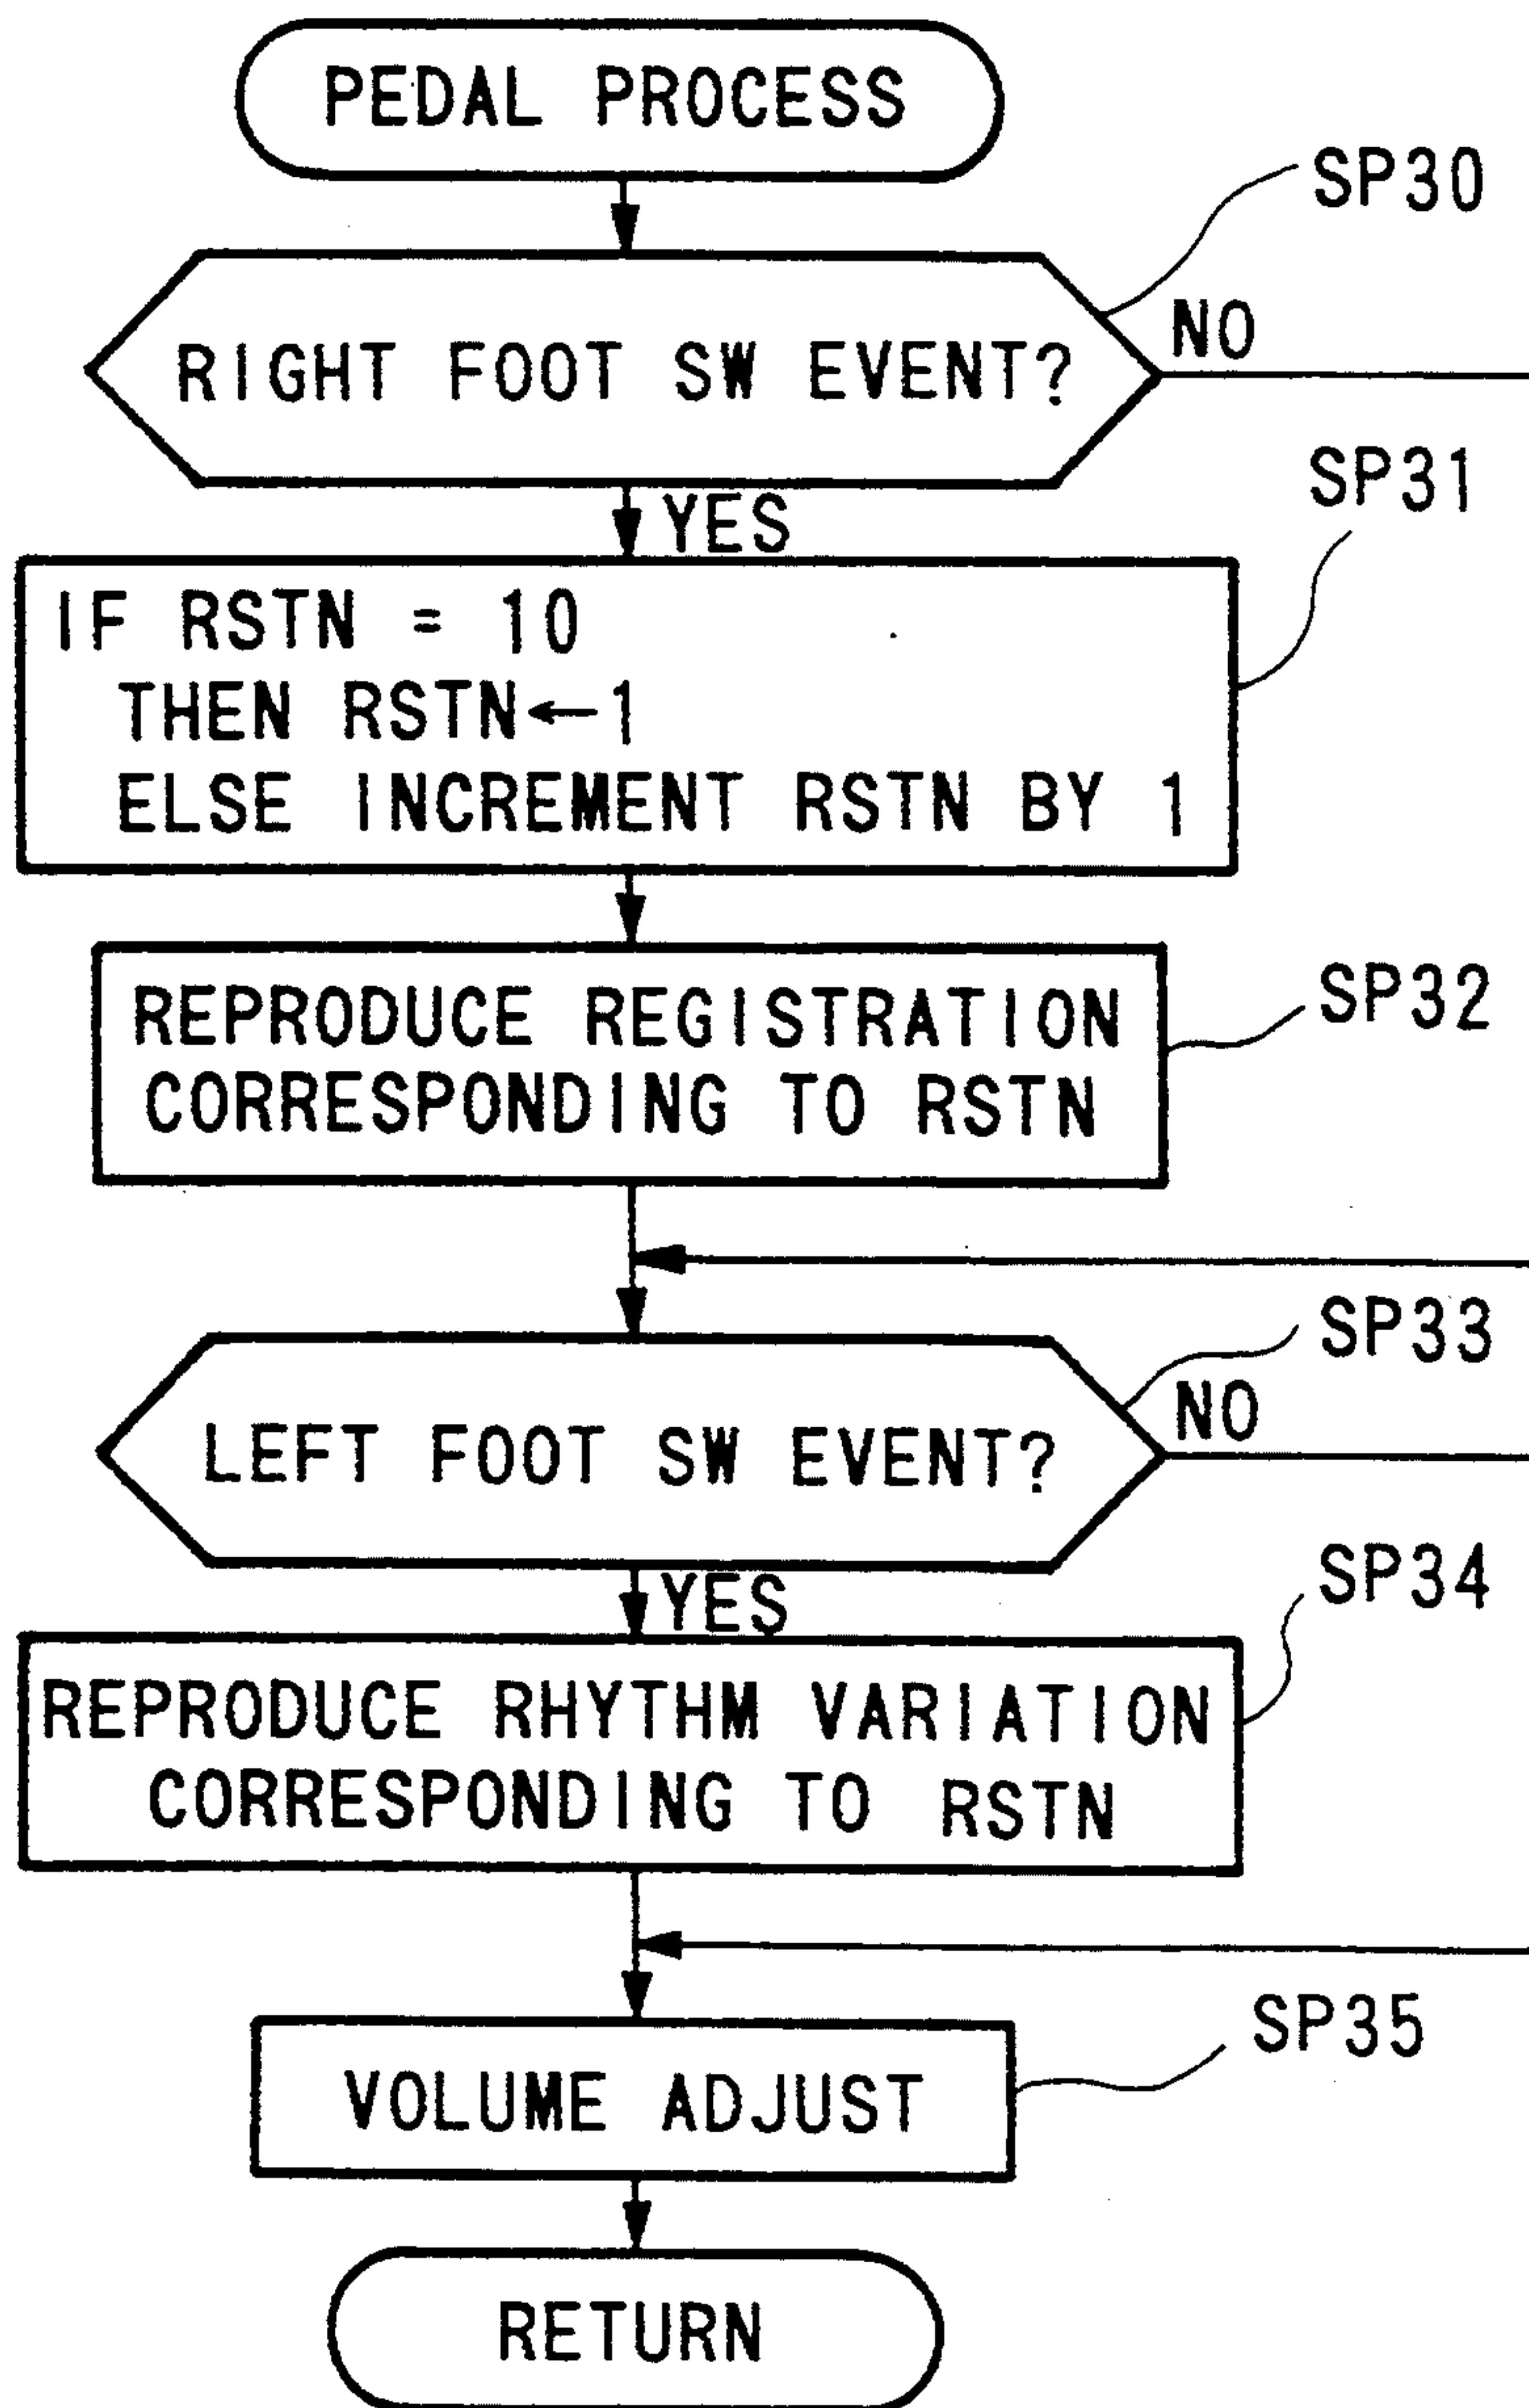 PEDAL PROCESS
SP30
RIGHT FOOT SW EVENT?
NO
YES
SP31
IF RSTN = 10
THEN RSTN←1
ELSE INCREMENT RSTN BY 1
SP32
REPRODUCE REGISTRATION
CORRESPONDING TO RSTN
SP33
LEFT FOOT SW EVENT?
NO
YES
SP34
REPRODUCE RHYTHM VARIATION
CORRESPONDING TO RSTN
SP35
VOLUME ADJUST
RETURN